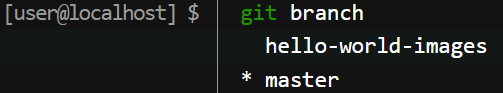 [user@localhost] $ git branch
hello-world-images
* master